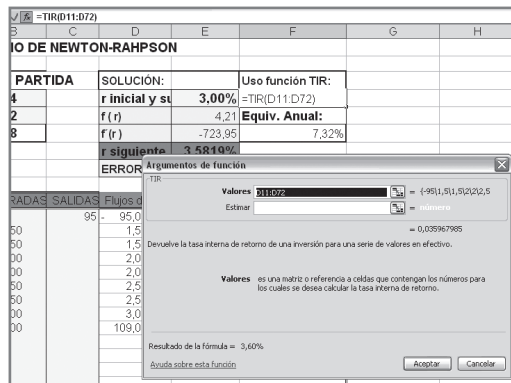 =TIR(D11:D72)
B C D E F G H
IO DE NEWTON-RAHPSON
PARTIDA SOLUCIÓN: Uso función TIR:
4 r inicial y su 3,00% =TIR(D11:D72)
2 f ( r) 4,21 Equiv. Anual:
8 f'(r ) -723,95 7,32%
r siguiente 3,5819%
ERROR
RADAS SALIDAS Flujos d
95 - 95,0
50 1,5
50 1,5
00 2,0
00 2,0
50 2,5
50 2,5
00 3,0
00 109,0
Argumentos de función
TIR
Valores D11:D72 = {-95\1,5\1,5\2\2\2,5
Estimar = número
= 0,035967985
Devuelve la tasa interna de retorno de una inversión para una serie de valores en efectivo.
Valores es una matriz o referencia a celdas que contengan los números para
los cuales se desea calcular la tasa interna de retorno.
Resultado de la fórmula = 3,60%
Ayuda sobre esta función Aceptar Cancelar